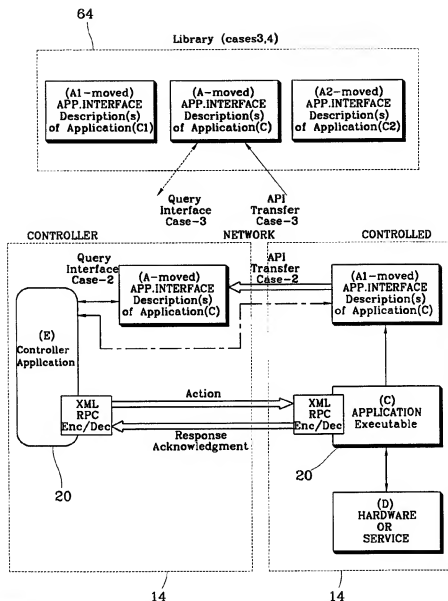 64
Library (cases3,4)
(A1-moved)
APP.INTERFACE
Description(s)
of Application(C1)
(A-moved)
APP.INTERFACE
Description(s)
of Application(C)
(A2-moved)
APP.INTERFACE
Description(s)
of Application(C2)
Query
Interface
Case-3
API
Transfer
Case-3
CONTROLLER
NETWORK
CONTROLLED
Query
Interface
Case-2
(A-moved)
APP.INTERFACE
Description(s)
of Application(C)
API
Transfer
Case-2
(A1-moved)
APP.INTERFACE
Description(s)
of Application(C)
(E)
Controller
Application
XML
RPC
Enc/Dec
Action
Response
Acknowledgment
XML
RPC
Enc/Dec
(C)
APPLICATION
Executable
20
20
(D)
HARDWARE
OR
SERVICE
14
14